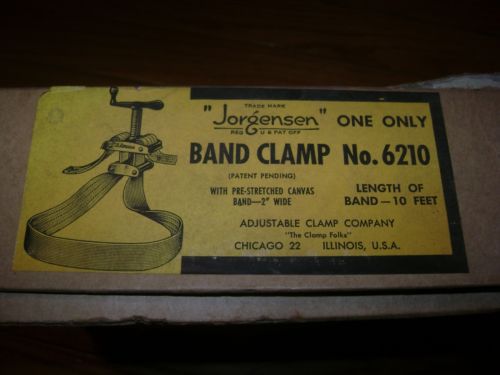 TRADE MARK
"Jorgensen"
REG U S PAT OFF
ONE ONLY
BAND CLAMP No. 6210
(PATENT PENDING)
WITH PRE-STRETCHED CANVAS
BAND—2" WIDE
LENGTH OF
BAND—10 FEET
ADJUSTABLE CLAMP COMPANY
"The Clamp Folks"
CHICAGO 22 ILLINOIS, U.S.A.